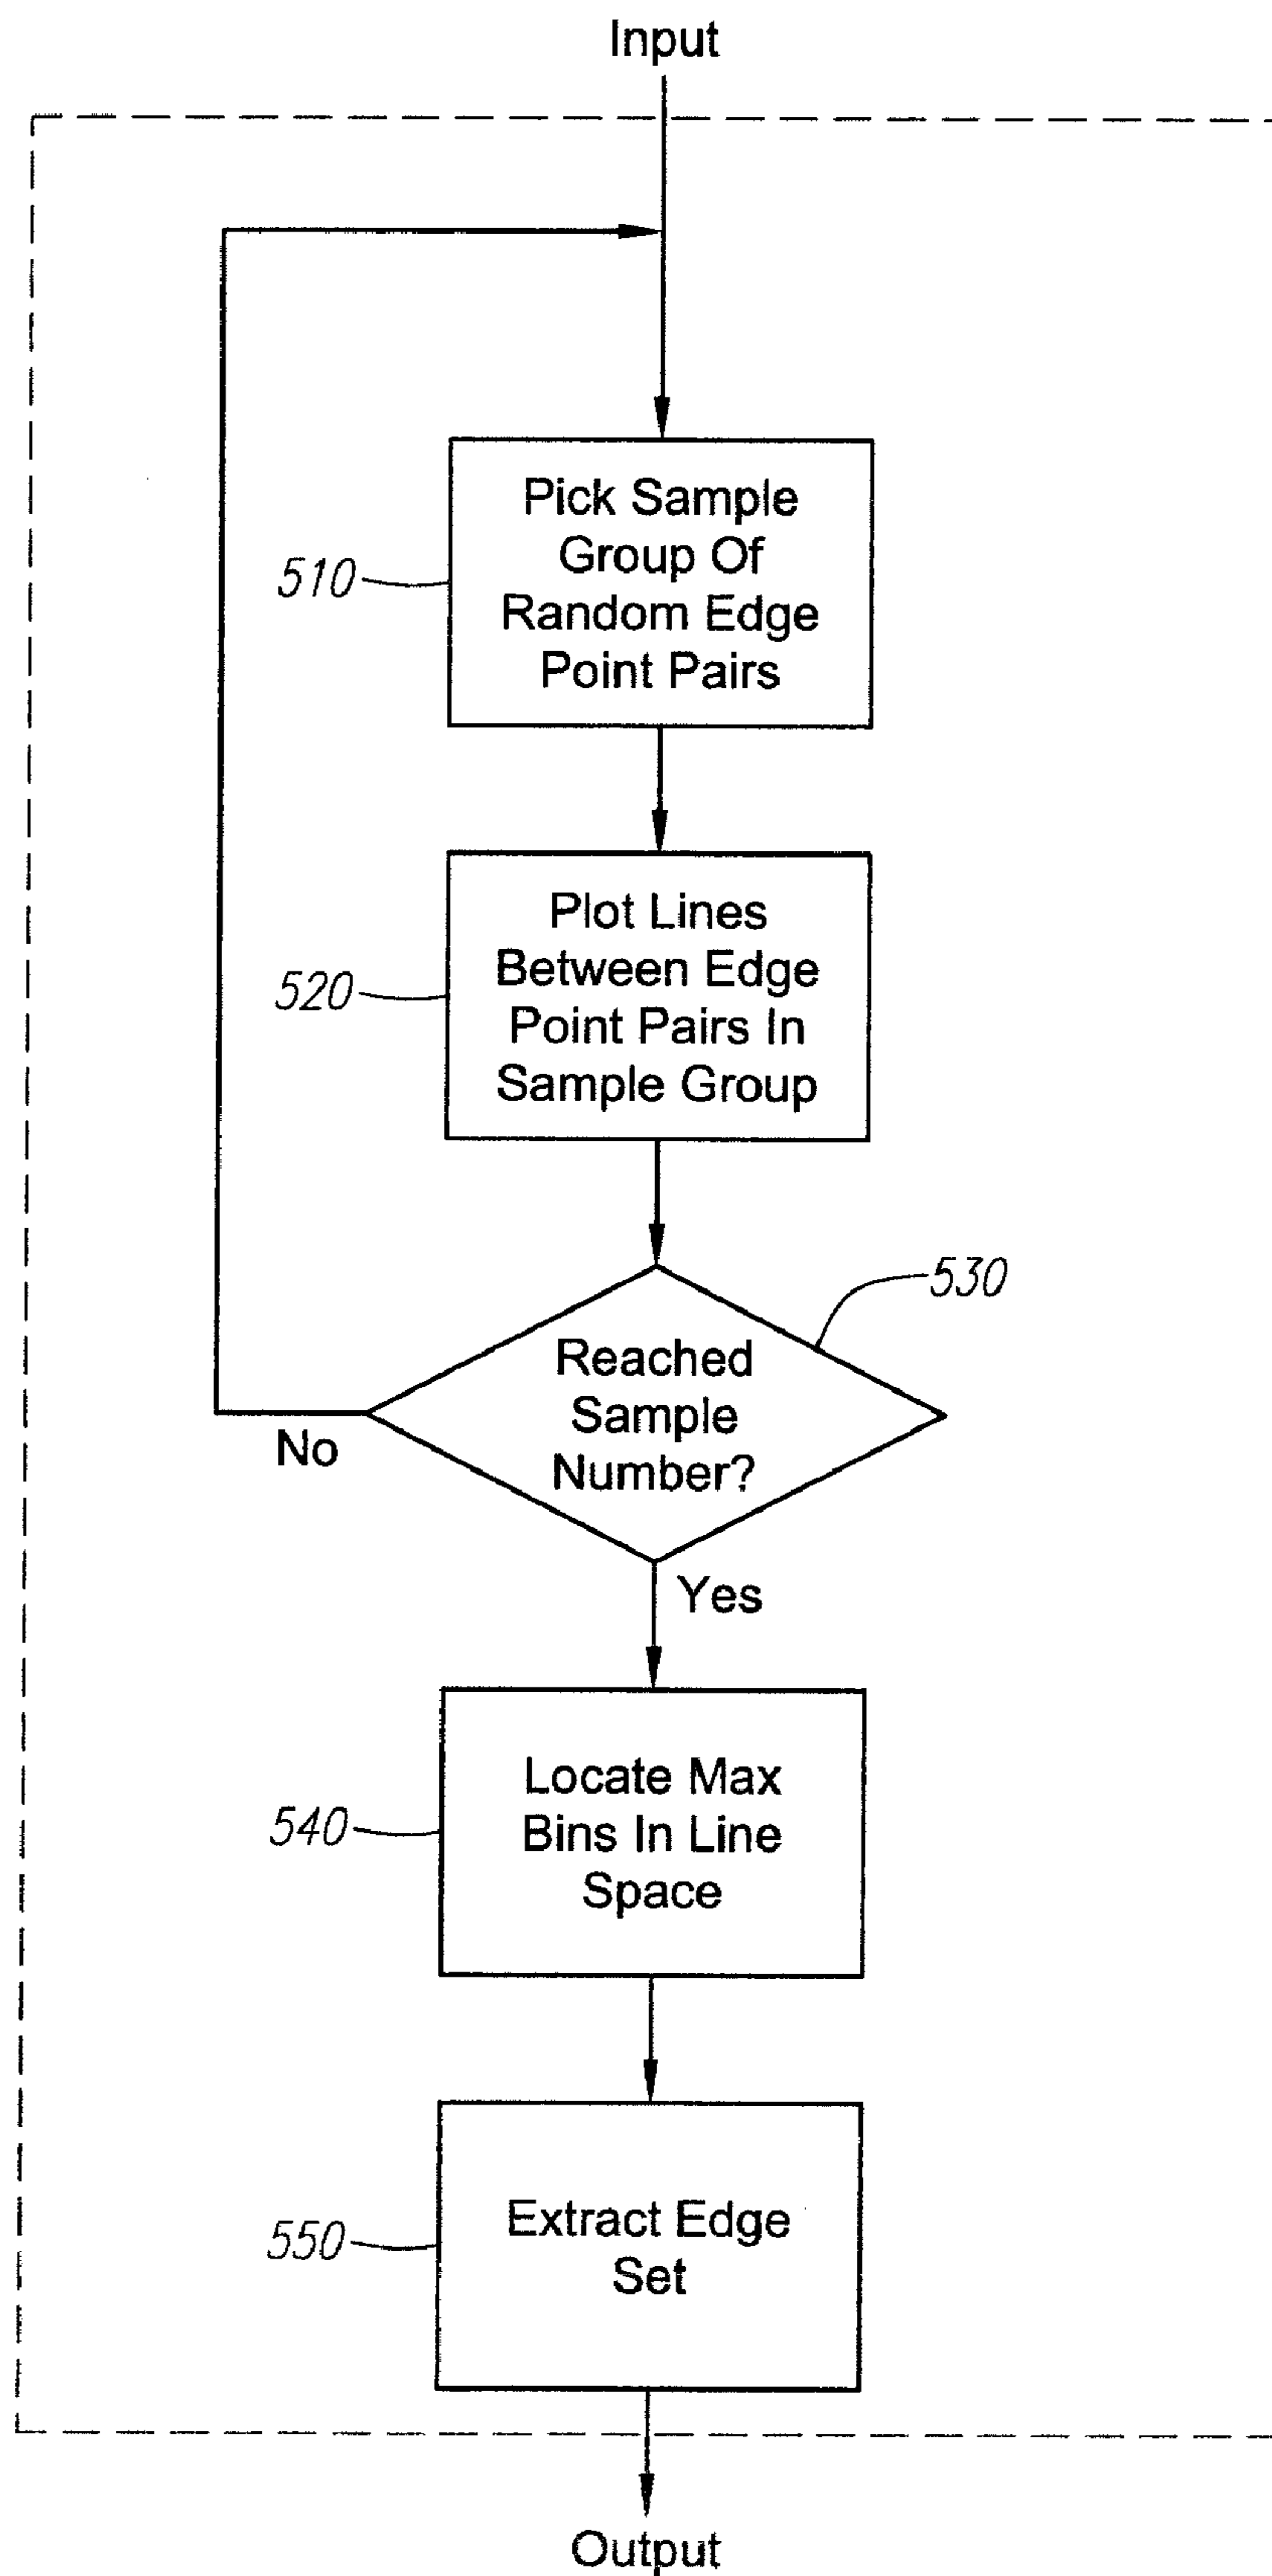 Input
Pick Sample
Group Of
Random Edge
Point Pairs
510
Plot Lines
Between Edge
Point Pairs In
Sample Group
520
530
Reached
Sample
Number?
No
Yes
Locate Max
Bins In Line
Space
540
Extract Edge
Set
550
Output